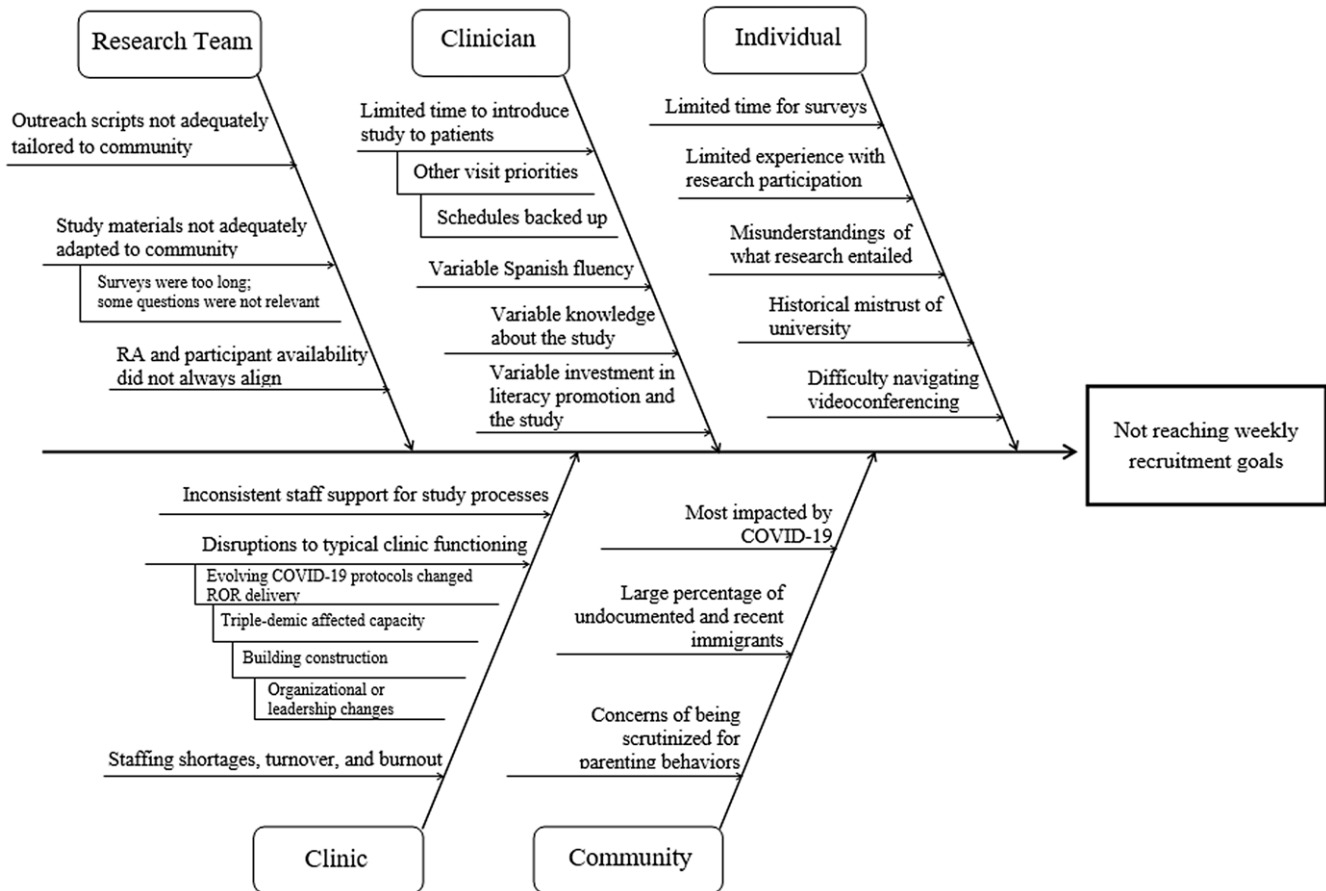 Research Team
Outreach scripts not adequately
tailored to community
Study materials not adequately
adapted to community
Surveys were too long;
some questions were not relevant
RA and participant availability
did not always align
Clinician
Limited time to introduce
study to patients
Other visit priorities
Schedules backed up
Variable Spanish fluency
Variable knowledge
about the study
Variable investment in
literacy promotion and
the study
Individual
Limited time for surveys
Limited experience with
research participation
Misunderstandings of
what research entailed
Historical mistrust of
university
Difficulty navigating
videoconferencing
Not reaching weekly
recruitment goals
Inconsistent staff support for study processes
Disruptions to typical clinic functioning
Evolving COVID-19 protocols changed
ROR delivery
Triple-demic affected capacity
Building construction
Organizational or
leadership changes
Staffing shortages, turnover, and burnout
Clinic
Most impacted by
COVID-19
Large percentage of
undocumented and recent
immigrants
Concerns of being
scrutinized for
parenting behaviors
Community